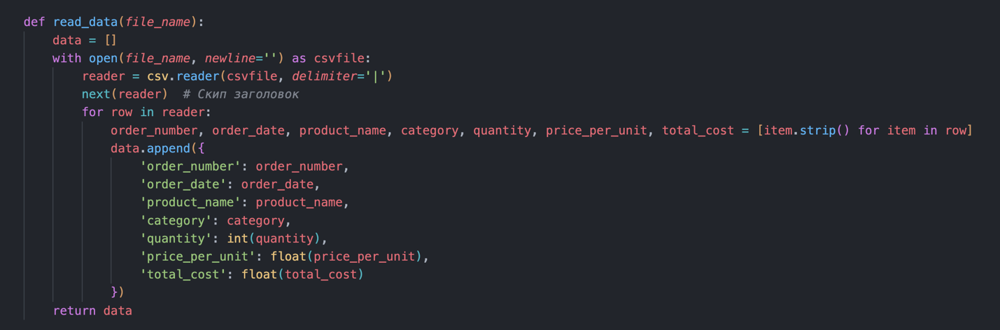 def read_data(file_name):
    data = []
    with open(file_name, newline='') as csvfile:
        reader = csv.reader(csvfile, delimiter='|')
        next(reader)  # Скип заголовок
        for row in reader:
            order_number, order_date, product_name, category, quantity, price_per_unit, total_cost = [item.strip() for item in row]
            data.append({
                'order_number': order_number,
                'order_date': order_date,
                'product_name': product_name,
                'category': category,
                'quantity': int(quantity),
                'price_per_unit': float(price_per_unit),
                'total_cost': float(total_cost)
            })
    return data